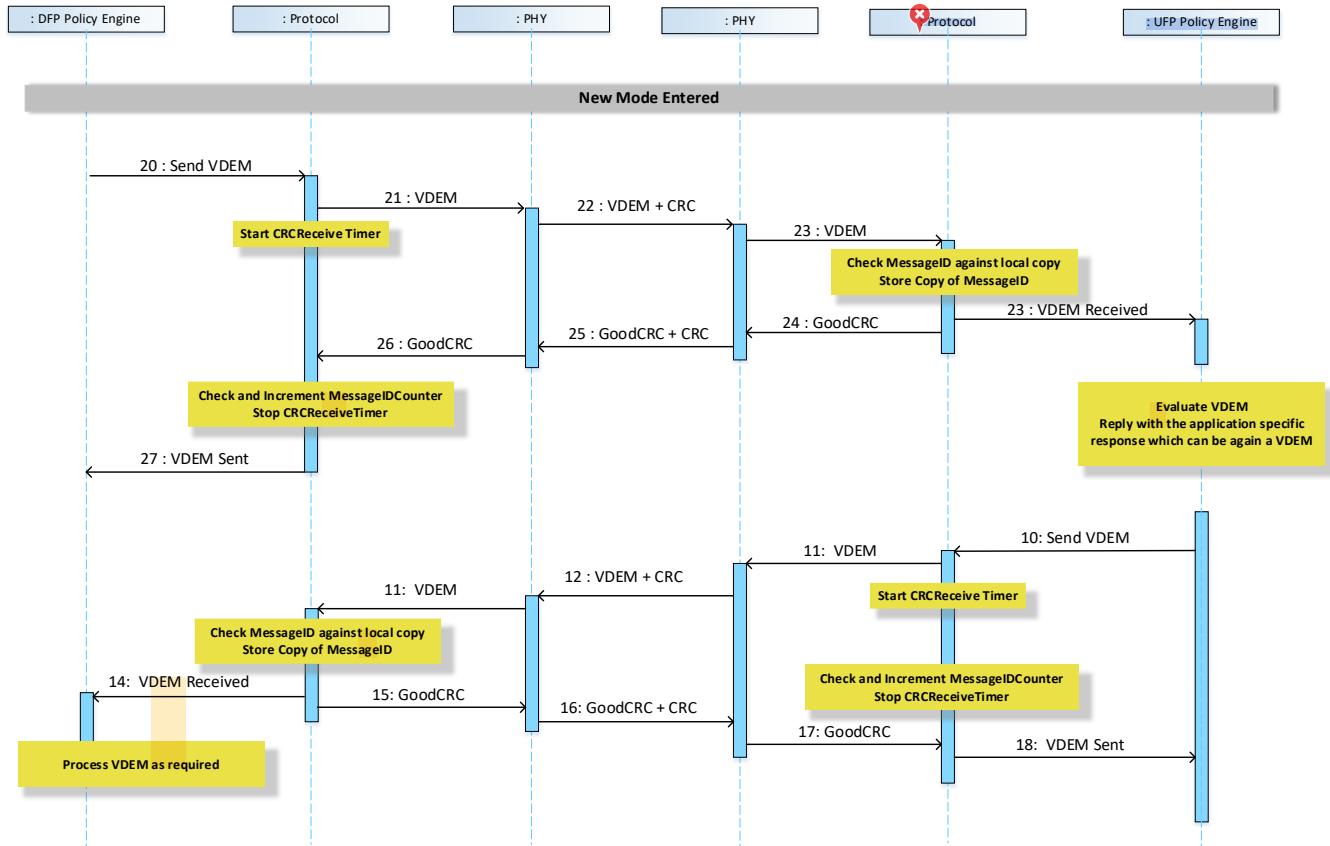 : DFP Policy Engine
: Protocol
: PHY
: PHY
Protocol
: UFP Policy Engine
New Mode Entered
20 : Send VDEM
21 : VDEM
22 : VDEM + CRC
Start CRCReceive Timer
23 : VDEM
Check MessageID against local copy
Store Copy of MessageID
23 : VDEM Received
24 : GoodCRC
25 : GoodCRC + CRC
26 : GoodCRC
Check and Increment MessageIDCounter
Stop CRCReceiveTimer
Evaluate VDEM
Reply with the application specific
response which can be again a VDEM
27 : VDEM Sent
10: Send VDEM
11: VDEM
12 : VDEM + CRC
11: VDEM
Start CRCReceive Timer
Check MessageID against local copy
Store Copy of MessageID
14: VDEM Received
15: GoodCRC
16: GoodCRC + CRC
Check and Increment MessageIDCounter
Stop CRCReceiveTimer
17: GoodCRC
18: VDEM Sent
Process VDEM as required